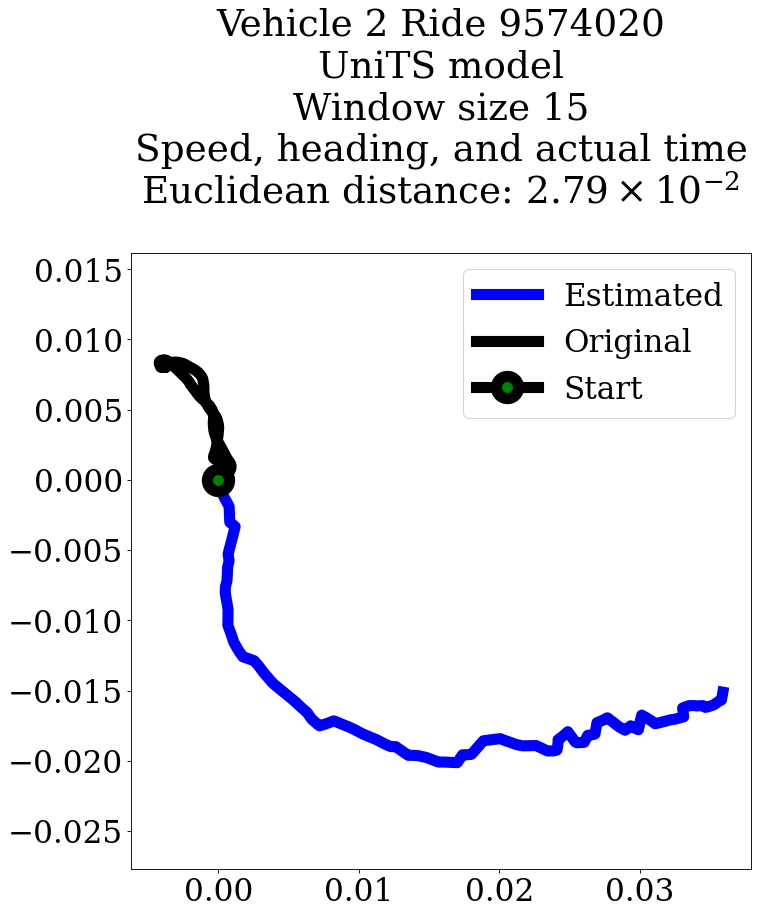 Vehicle 2 Ride 9574020
UniTS model
Window size 15
Speed, heading, and actual time
Euclidean distance: 2.79 × 10⁻²
0.015
0.010
0.005
0.000
−0.005
−0.010
−0.015
−0.020
−0.025
Estimated
Original
Start
0.00 0.01 0.02 0.03